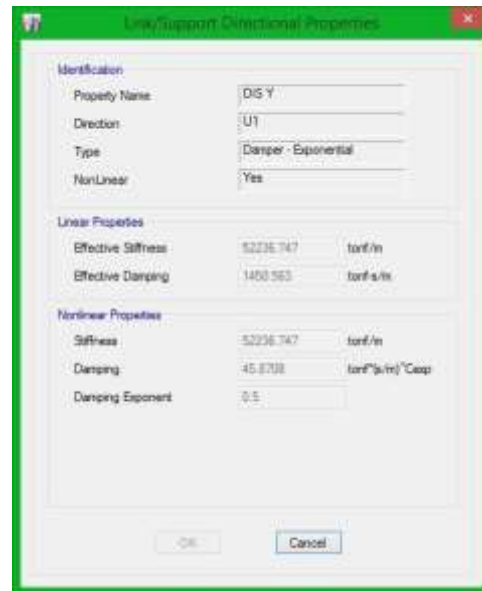 Link/Support Directional Properties
Identification
Property Name DIS Y
Direction U1
Type Damper - Exponential
NonLinear Yes
Linear Properties
Effective Stiffness 52236.747 tonf/m
Effective Damping 1450.563 tonf-s/m
Nonlinear Properties
Stiffness 52236.747 tonf/m
Damping 45.8708 tonf*(s/m)^Cexp
Damping Exponent 0.5
OK Cancel